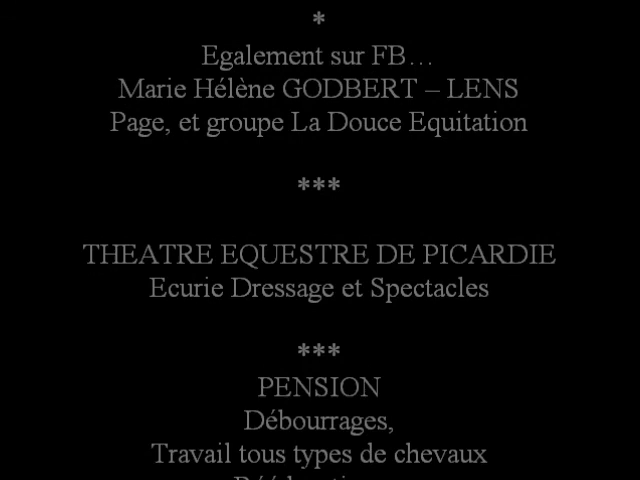 *
Egalement sur FB…
Marie Hélène GODBERT – LENS
Page, et groupe La Douce Equitation
***
THEATRE EQUESTRE DE PICARDIE
Ecurie Dressage et Spectacles
***
PENSION
Débourrages,
Travail tous types de chevaux